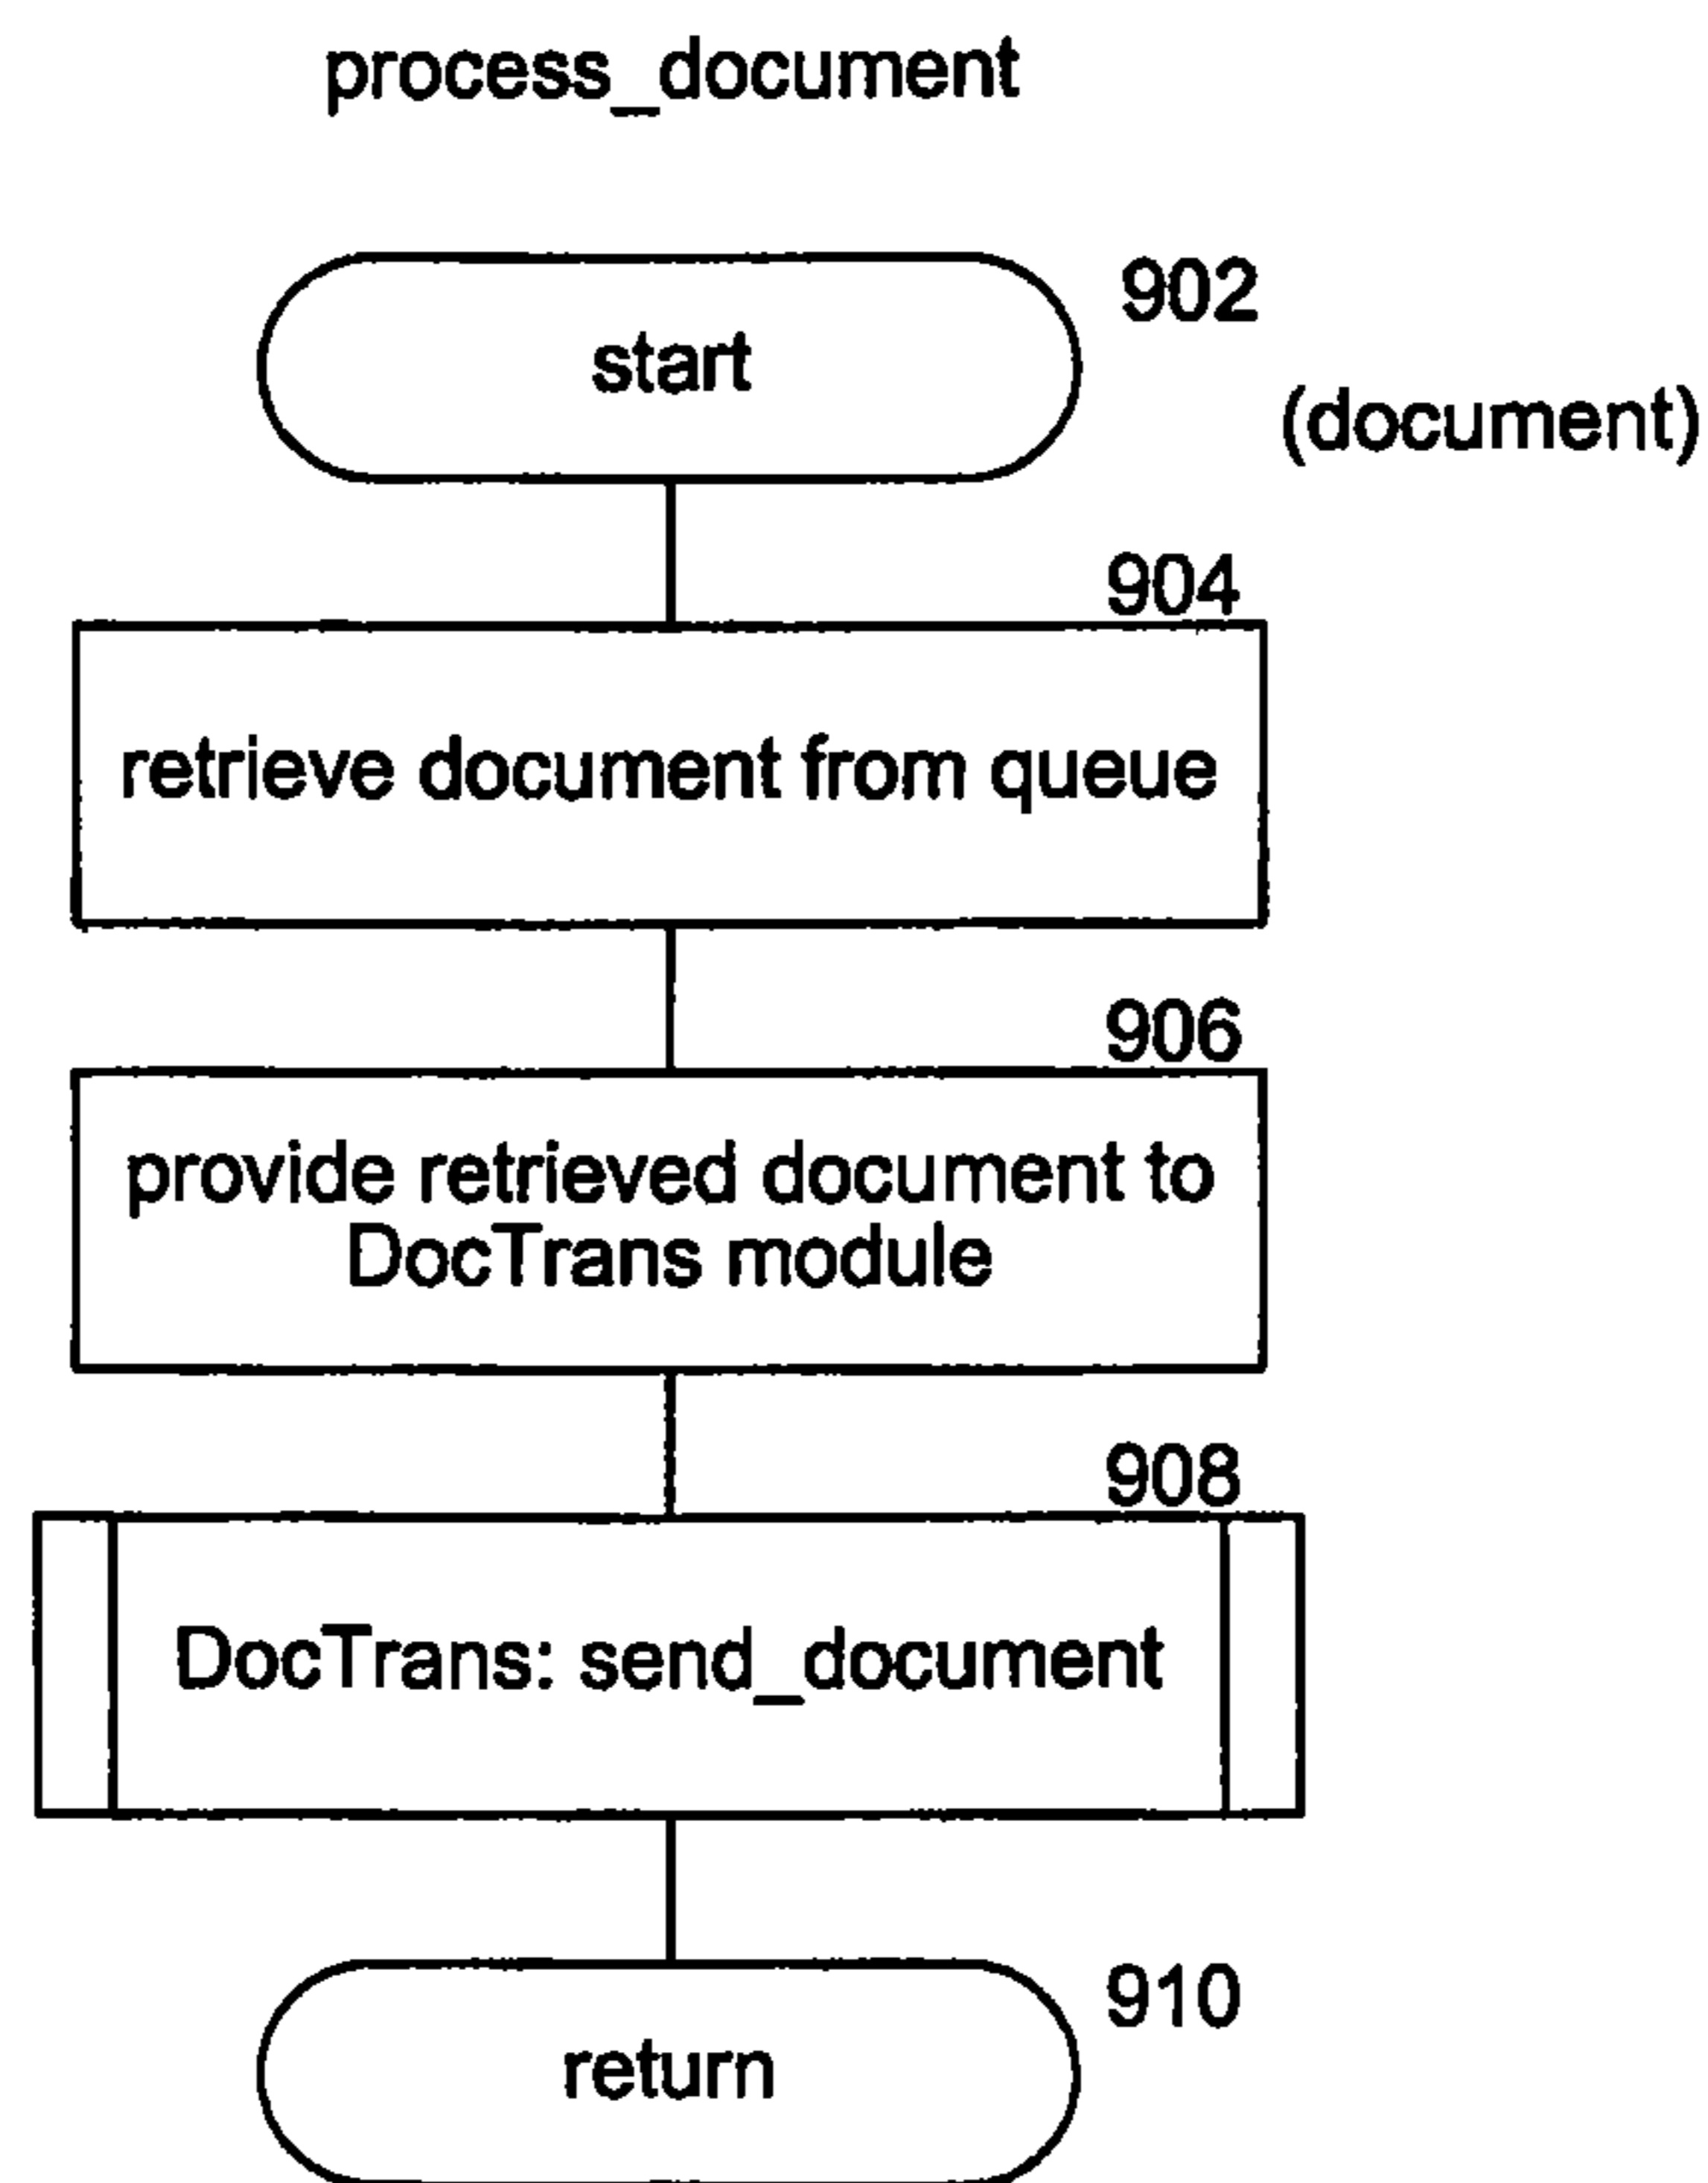 process_document
902
start
(document)
904
retrieve document from queue
906
provide retrieved document to
DocTrans module
908
DocTrans: send_document
910
return